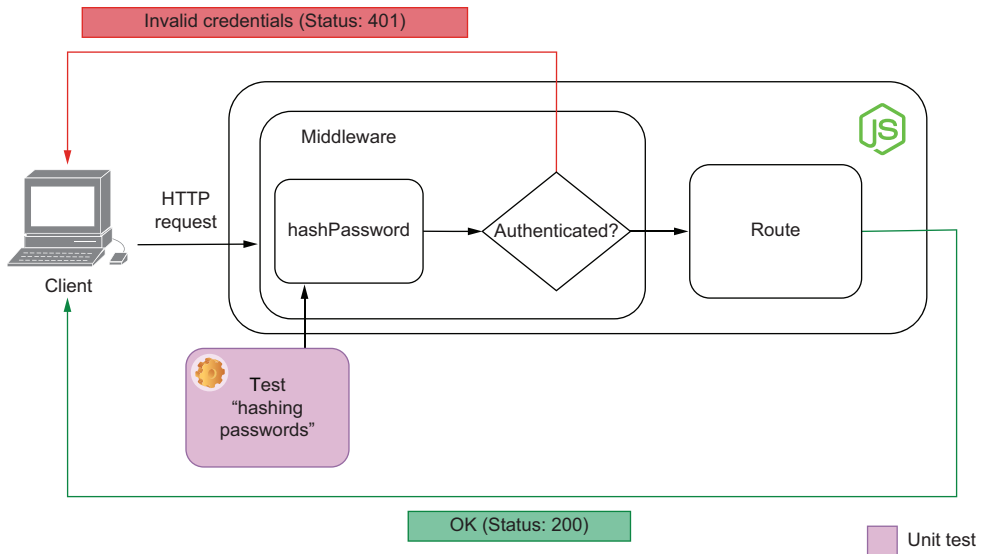 Invalid credentials (Status: 401)
JS
Middleware
HTTP
request
hashPassword
Authenticated?
Route
Client
Test
“hashing
passwords”
OK (Status: 200)
Unit test